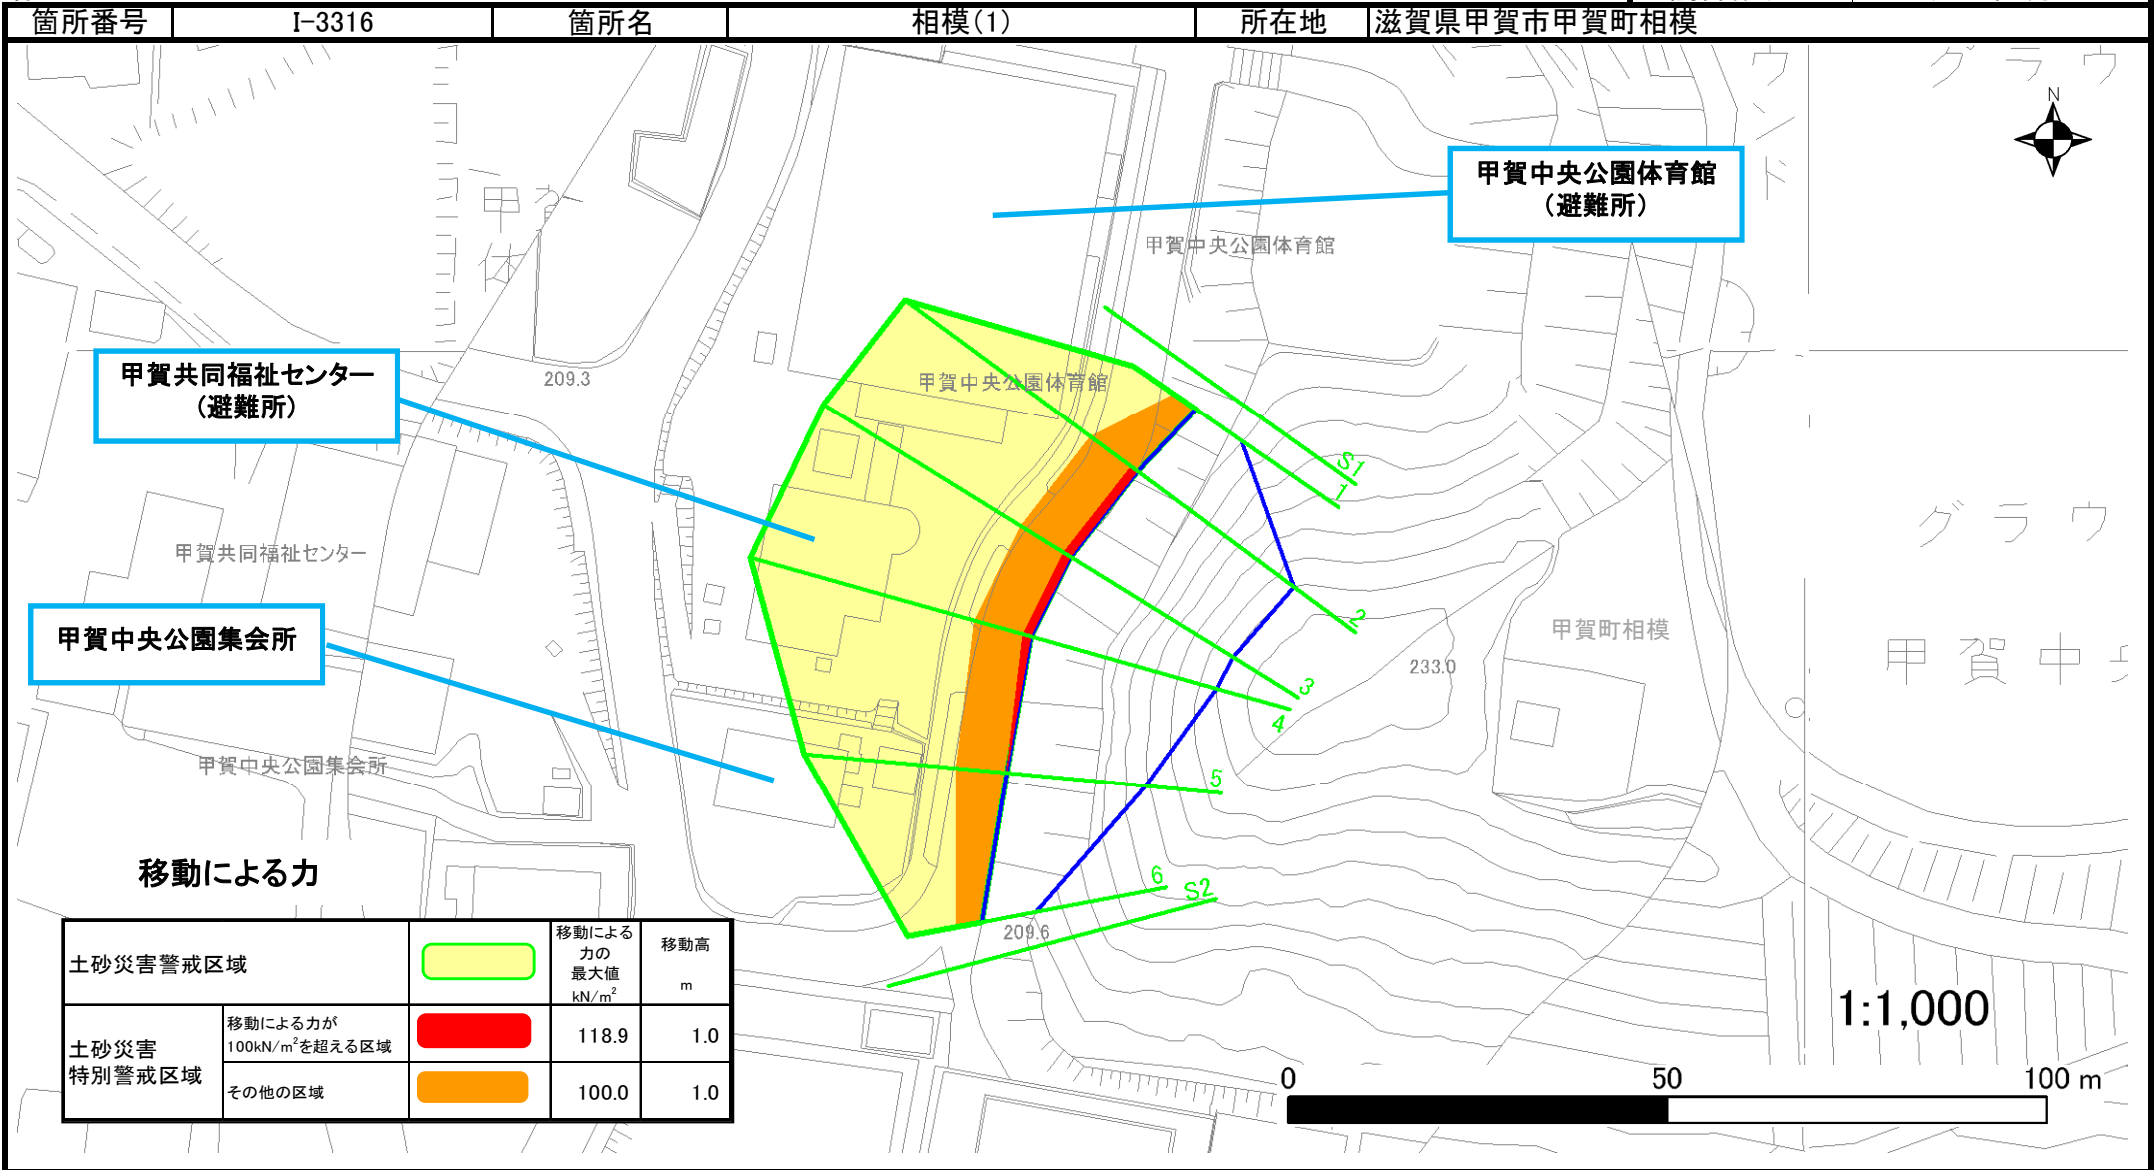 箇所番号
I-3316
箇所名
相模(1)
所在地
滋賀県甲賀市甲賀町相模
グラウ
N
甲賀中央公園体育館
(避難所)
甲賀中央公園体育館
甲賀共同福祉センター
(避難所)
209.3
甲賀中央公園体育館
S1
1
グラウ
甲賀共同福祉センター
甲賀中央公園集会所
2
甲賀町相模
233.0
甲賀中
3
4
甲賀中央公園集会所
5
移動による力
6
S2
209.6
土砂災害警戒区域
移動による
力の
最大値
kN/m²
移動高
m
土砂災害
特別警戒区域
移動による力が
100kN/m²を超える区域
118.9
1.0
その他の区域
100.0
1.0
1:1,000
0
50
100 m